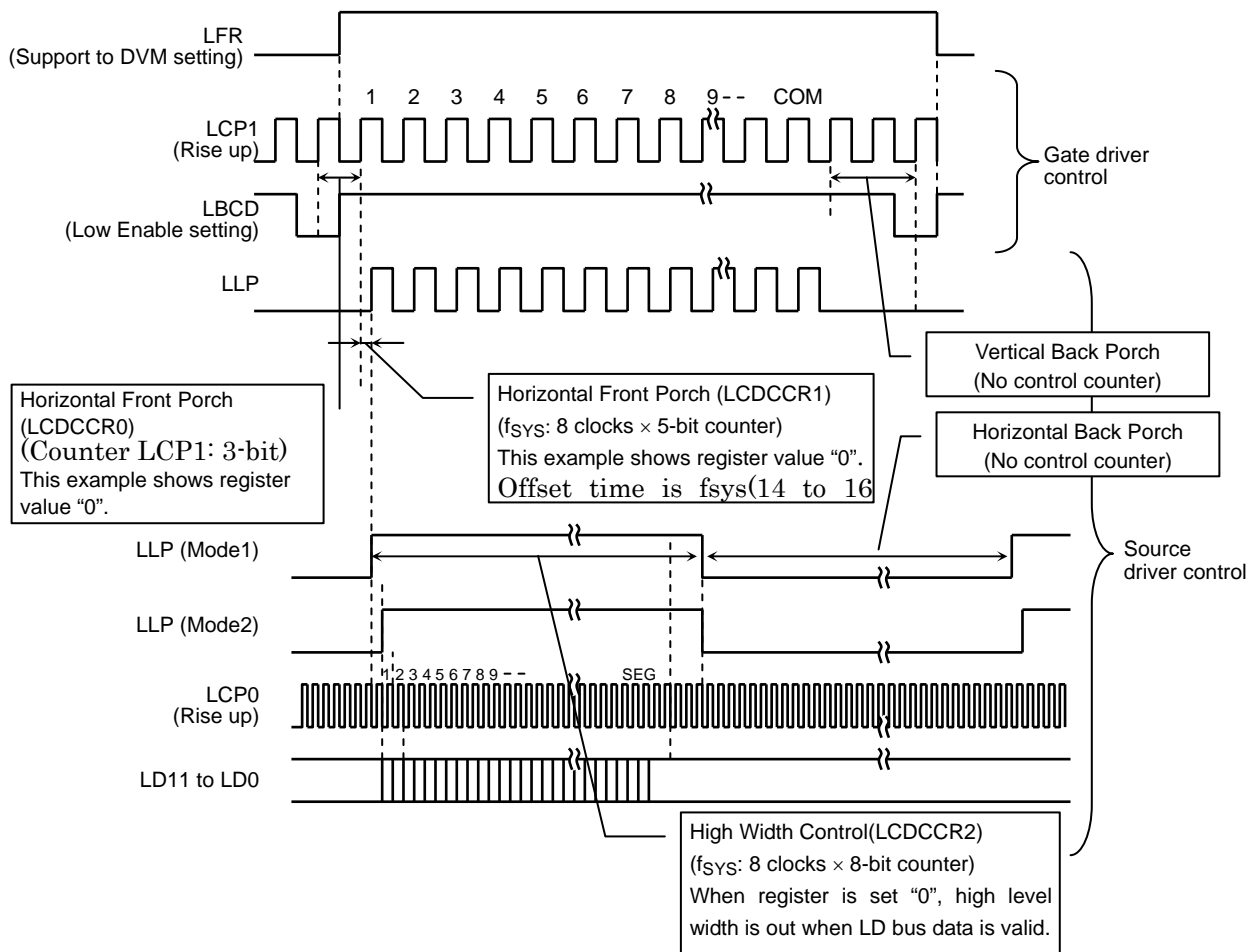 LFR
(Support to DVM setting)
1 2 3 4 5 6 7 8 9 - - COM
LCP1
(Rise up)
Gate driver
control
LBCD
(Low Enable setting)
LLP
Vertical Back Porch
(No control counter)
Horizontal Front Porch
(LCDCCR0)
(Counter LCP1: 3-bit)
This example shows register
value “0”.
Horizontal Front Porch (LCDCCR1)
(fSYS: 8 clocks × 5-bit counter)
This example shows register value “0”.
Offset time is fsys(14 to 16
Horizontal Back Porch
(No control counter)
LLP (Mode1)
Source
driver control
LLP (Mode2)
1 2 3 4 5 6 7 8 9 - - SEG
LCP0
(Rise up)
LD11 to LD0
High Width Control(LCDCCR2)
(fSYS: 8 clocks × 8-bit counter)
When register is set “0”, high level
width is out when LD bus data is valid.